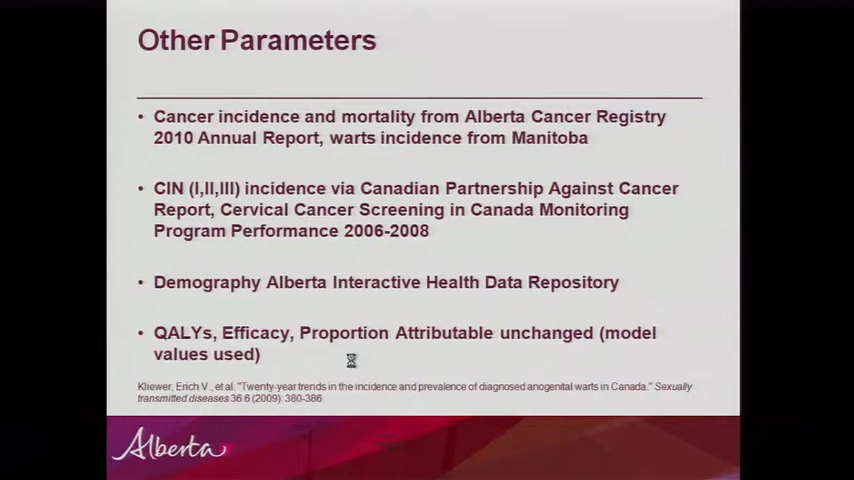 Other Parameters
• Cancer incidence and mortality from Alberta Cancer Registry
2010 Annual Report, warts incidence from Manitoba
• CIN (I,II,III) incidence via Canadian Partnership Against Cancer
Report, Cervical Cancer Screening in Canada Monitoring
Program Performance 2006-2008
• Demography Alberta Interactive Health Data Repository
• QALYs, Efficacy, Proportion Attributable unchanged (model
values used)
Kliewer, Erich V., et al. "Twenty-year trends in the incidence and prevalence of diagnosed anogenital warts in Canada." Sexually
transmitted diseases 36.6 (2009): 380-386.
Alberta